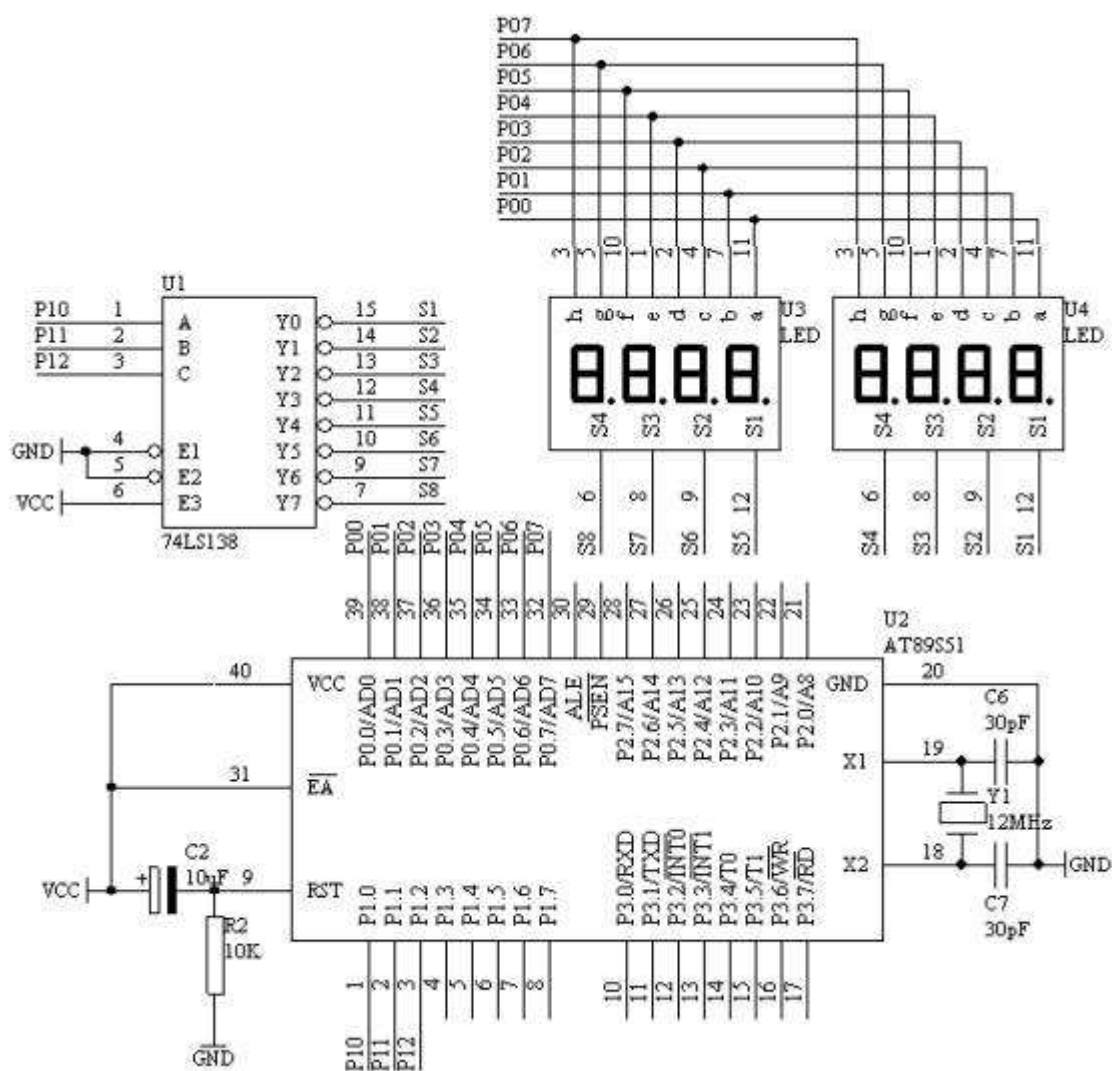 P07
P06
P05
P04
P03
P02
P01
P00
3 5 10 1 2 4 7 11
3 5 10 1 2 4 7 11
U1
P10 1 A Y0 15 S1
P11 2 B Y1 14 S2
P12 3 C Y2 13 S3
Y3 12 S4
Y4 11 S5
GND 4 E1 Y5 10 S6
5 E2 Y6 9 S7
VCC 6 E3 Y7 7 S8
74LS138
h g f e d c b a
U3
LED
8.8.8.8.
S4 S3 S2 S1
6 8 9 12
S8 S7 S6 S5
h g f e d c b a
U4
LED
8.8.8.8.
S4 S3 S2 S1
6 8 9 12
S4 S3 S2 S1
P00 P01 P02 P03 P04 P05 P06 P07
39 38 37 36 35 34 33 32 30 29 28 27 26 25 24 23 22 21
U2
AT89S51
40 VCC
P0.0/AD0 P0.1/AD1 P0.2/AD2 P0.3/AD3 P0.4/AD4 P0.5/AD5 P0.6/AD6 P0.7/AD7 ALE PSEN P2.7/A15 P2.6/A14 P2.5/A13 P2.4/A12 P2.3/A11 P2.2/A10 P2.1/A9 P2.0/A8
GND 20
C6
30pF
31 EA
X1 19
Y1
12MHz
X2 18
GND
C7
30pF
C2
10uF
VCC + 9 RST
R2
10K
GND
P1.0 P1.1 P1.2 P1.3 P1.4 P1.5 P1.6 P1.7
P3.0/RXD P3.1/TXD P3.2/INT0 P3.3/INT1 P3.4/T0 P3.5/T1 P3.6/WR P3.7/RD
1 2 3 4 5 6 7 8
10 11 12 13 14 15 16 17
P10 P11 P12